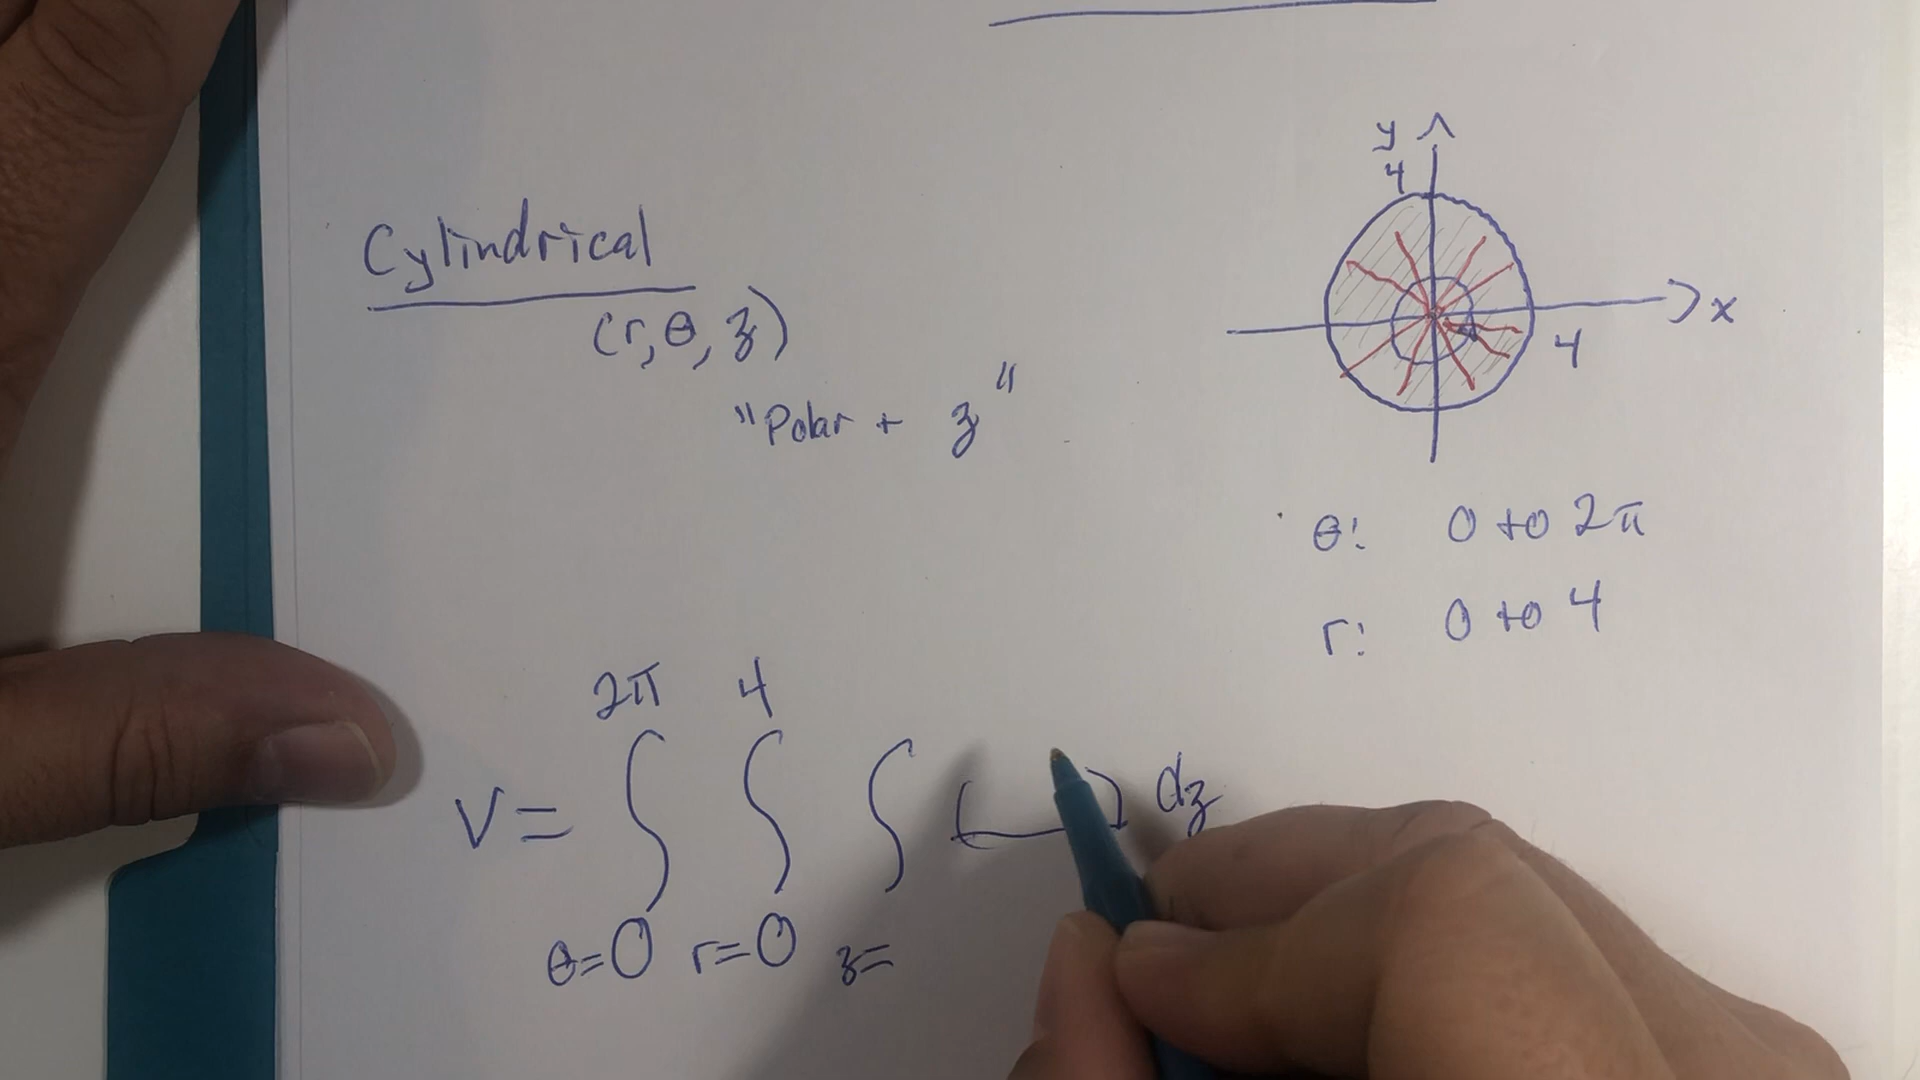 Cylindrical
(r, θ, z)
"Polar + z"
y
4
x
4
θ: 0 to 2π
r: 0 to 4
2π 4
V = ∫ ∫ ∫ ( ) dz
θ=0 r=0 z=